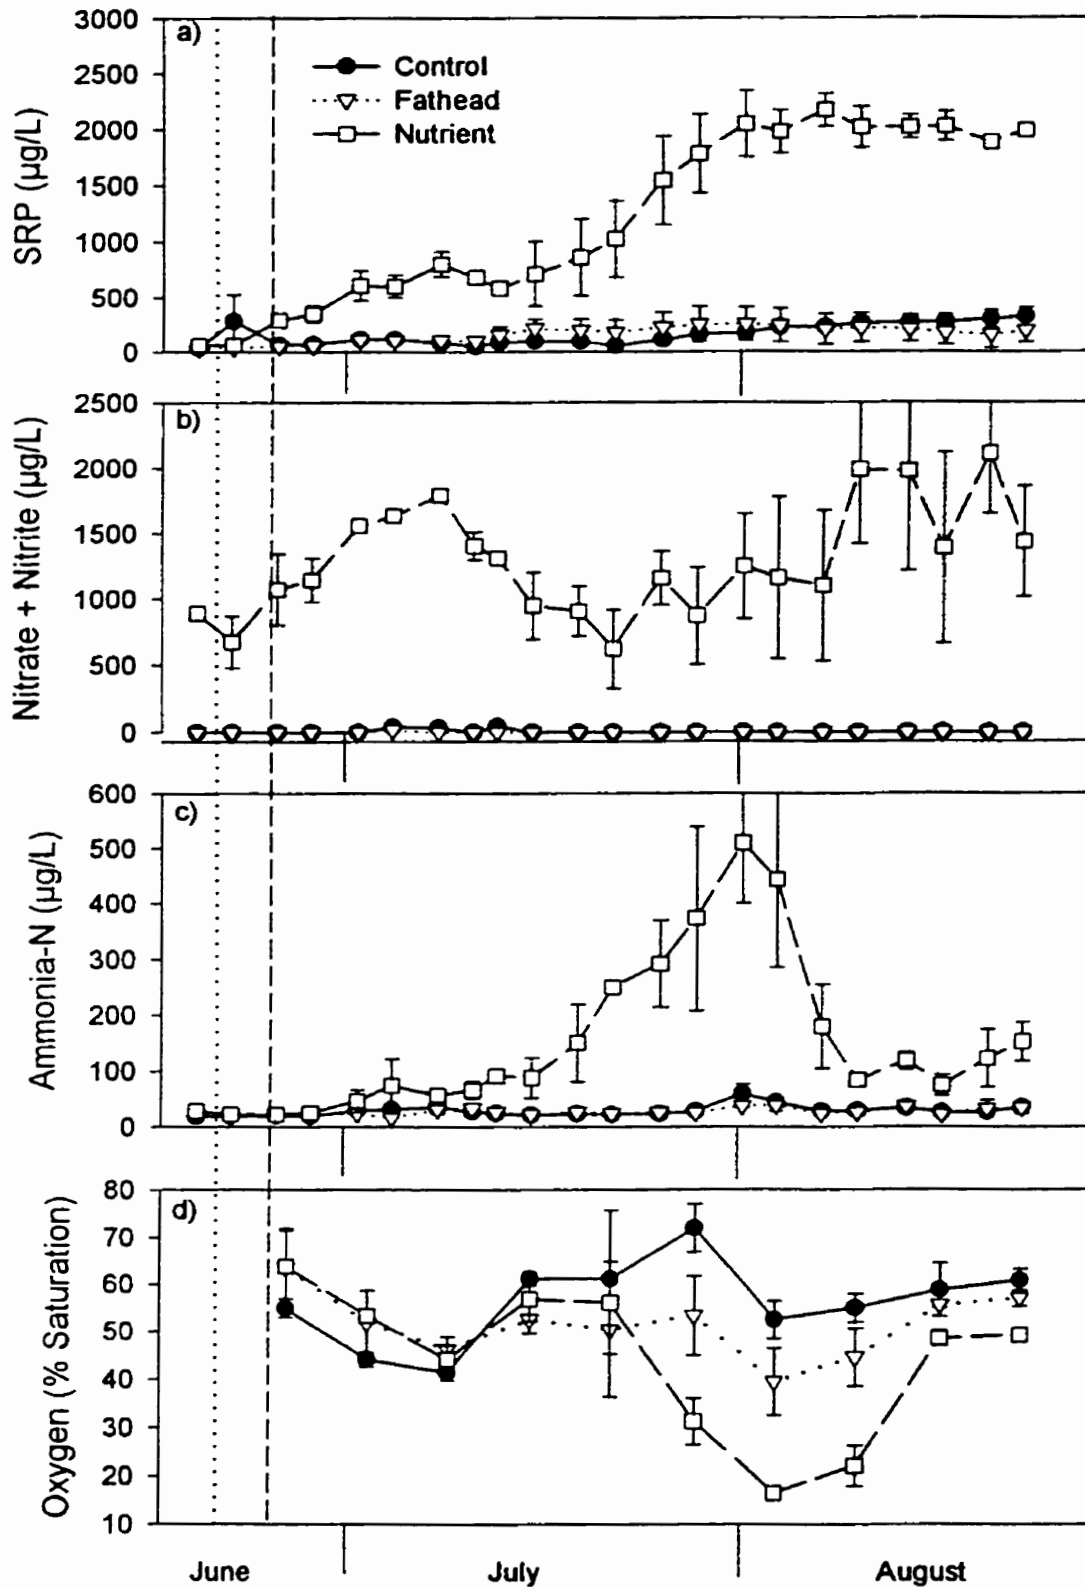 a)
Control
Fathead
Nutrient
SRP (µg/L)
3000
2500
2000
1500
1000
500
0
b)
Nitrate + Nitrite (µg/L)
2500
2000
1500
1000
500
0
c)
Ammonia-N (µg/L)
600
500
400
300
200
100
0
d)
Oxygen (% Saturation)
80
70
60
50
40
30
20
10
June July August